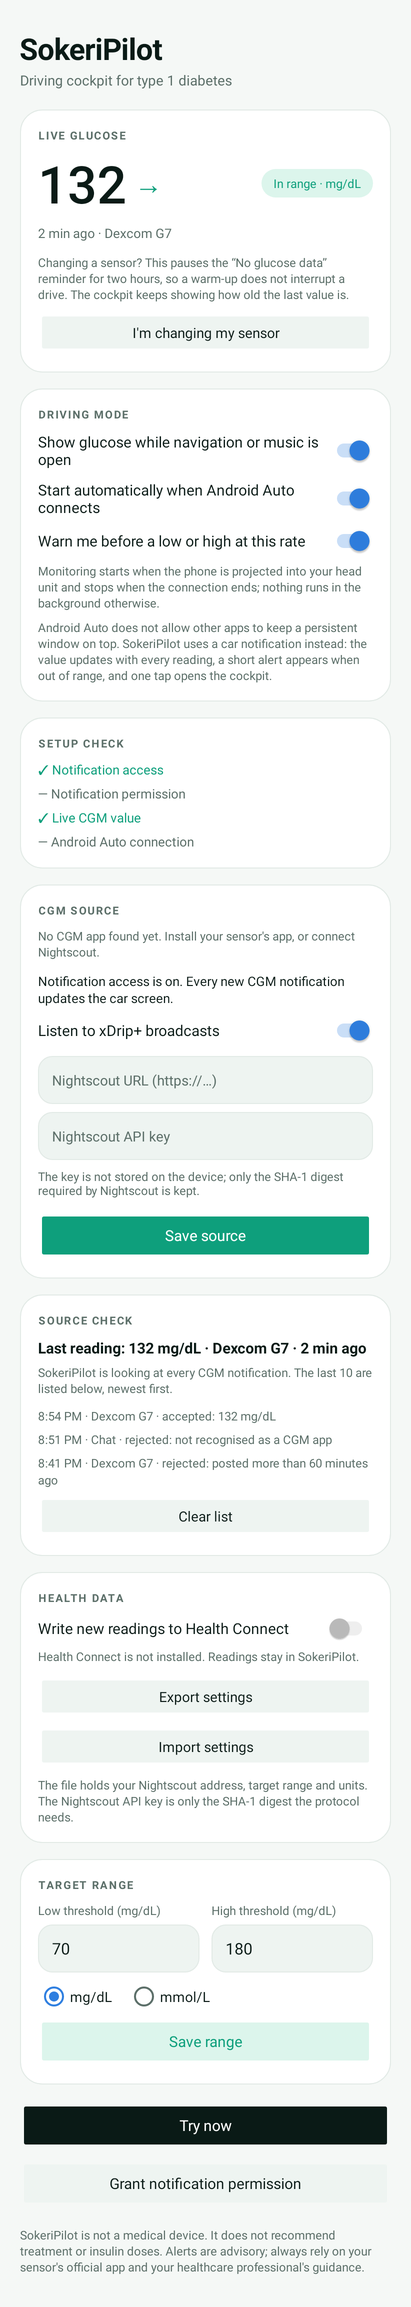 SokeriPilot
Driving cockpit for type 1 diabetes
LIVE GLUCOSE
132 →
In range · mg/dL
2 min ago · Dexcom G7
Changing a sensor? This pauses the “No glucose data”
reminder for two hours, so a warm-up does not interrupt a
drive. The cockpit keeps showing how old the last value is.
I'm changing my sensor
DRIVING MODE
Show glucose while navigation or music is
open
Start automatically when Android Auto
connects
Warn me before a low or high at this rate
Monitoring starts when the phone is projected into your head
unit and stops when the connection ends; nothing runs in the
background otherwise.
Android Auto does not allow other apps to keep a persistent
window on top. SokeriPilot uses a car notification instead: the
value updates with every reading, a short alert appears when
out of range, and one tap opens the cockpit.
SETUP CHECK
✓ Notification access
– Notification permission
✓ Live CGM value
– Android Auto connection
CGM SOURCE
No CGM app found yet. Install your sensor's app, or connect
Nightscout.
Notification access is on. Every new CGM notification
updates the car screen.
Listen to xDrip+ broadcasts
Nightscout URL (https://…)
Nightscout API key
The key is not stored on the device; only the SHA-1 digest
required by Nightscout is kept.
Save source
SOURCE CHECK
Last reading: 132 mg/dL · Dexcom G7 · 2 min ago
SokeriPilot is looking at every CGM notification. The last 10 are
listed below, newest first.
8:54 PM · Dexcom G7 · accepted: 132 mg/dL
8:51 PM · Chat · rejected: not recognised as a CGM app
8:41 PM · Dexcom G7 · rejected: posted more than 60 minutes
ago
Clear list
HEALTH DATA
Write new readings to Health Connect
Health Connect is not installed. Readings stay in SokeriPilot.
Export settings
Import settings
The file holds your Nightscout address, target range and units.
The Nightscout API key is only the SHA-1 digest the protocol
needs.
TARGET RANGE
Low threshold (mg/dL)
High threshold (mg/dL)
70
180
mg/dL
mmol/L
Save range
Try now
Grant notification permission
SokeriPilot is not a medical device. It does not recommend
treatment or insulin doses. Alerts are advisory; always rely on your
sensor's official app and your healthcare professional's guidance.